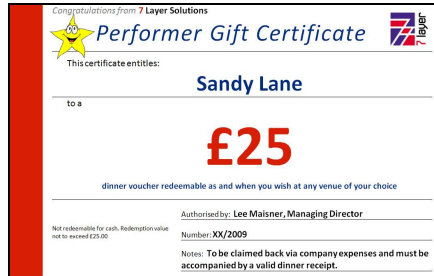 Congratulations from 7 Layer Solutions
Performer Gift Certificate
7 layer
This certificate entitles:
Sandy Lane
to a
£25
dinner voucher redeemable as and when you wish at any venue of your choice
Authorised by: Lee Maisner, Managing Director
Not redeemable for cash. Redemption value
not to exceed £25.00
Number: XX/2009
Notes: To be claimed back via company expenses and must be
accompanied by a valid dinner receipt.